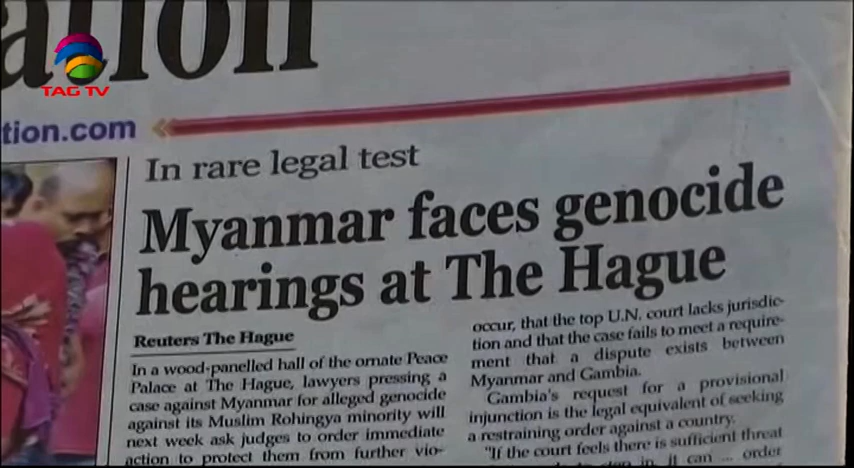 ation
TAG TV
tion.com
In rare legal test
Myanmar faces genocide
hearings at The Hague
Reuters The Hague
In a wood-panelled hall of the ornate Peace
Palace at The Hague, lawyers pressing a
case against Myanmar for alleged genocide
against its Muslim Rohingya minority will
next week ask judges to order immediate
action to protect them from further vio-
occur, that the top U.N. court lacks jurisdic-
tion and that the case fails to meet a require-
ment that a dispute exists between
Myanmar and Gambia.
Gambia's request for a provisional
injunction is the legal equivalent of seeking
a restraining order against a country.
"If the court feels there is sufficient threat
in, it can ... order